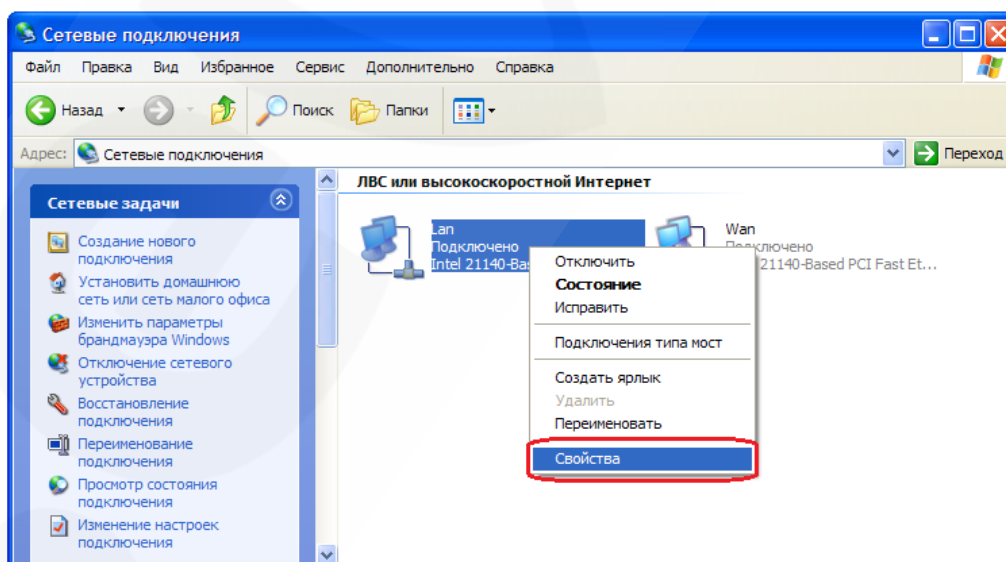 Сетевые подключения
Файл Правка Вид Избранное Сервис Дополнительно Справка
Назад Поиск Папки
Адрес: Сетевые подключения Переход
Сетевые задачи
Создание нового
подключения
Установить домашнюю
сеть или сеть малого офиса
Изменить параметры
брандмауэра Windows
Отключение сетевого
устройства
Восстановление
подключения
Переименование
подключения
Просмотр состояния
подключения
Изменение настроек
подключения
ЛВС или высокоскоростной Интернет
Lan
Подключено
Intel 21140-Bas
Wan
Подключено
21140-Based PCI Fast Et...
Отключить
Состояние
Исправить
Подключения типа мост
Создать ярлык
Удалить
Переименовать
Свойства